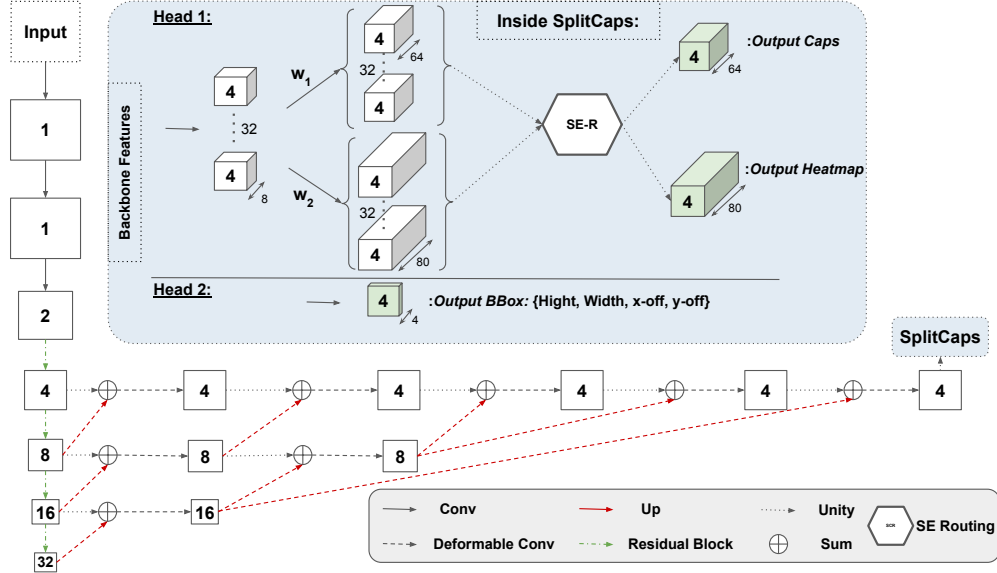 Input
1
1
2
Head 1:
Inside SplitCaps:
Backbone Features
4
32
4
8
W1
W2
4
64
32
4
4
32
4
80
SE-R
4
64
:Output Caps
4
80
:Output Heatmap
Head 2:
4
4
:Output BBox: {Hight, Width, x-off, y-off}
SplitCaps
4 4 4 4 4 4
8 8 8
16 16
32
Conv Up Unity
Deformable Conv Residual Block Sum
SCR
SE Routing